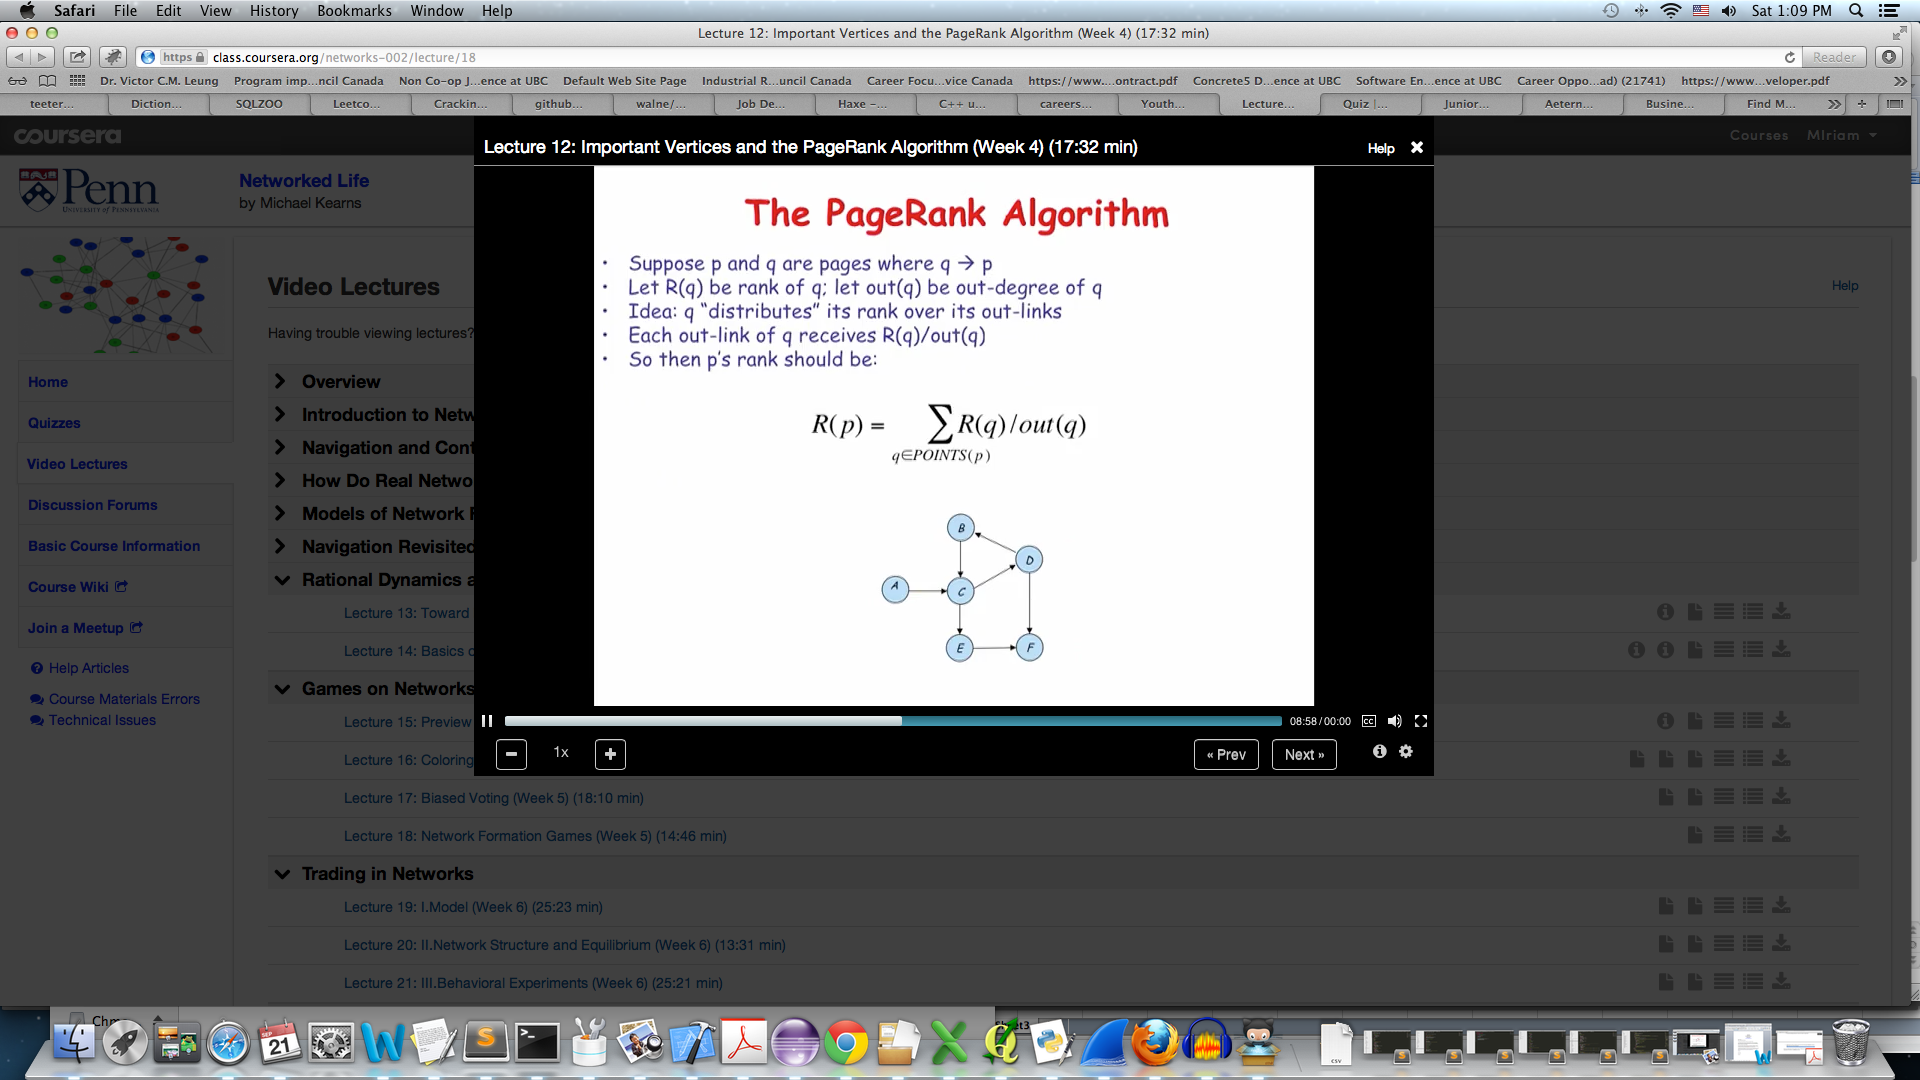 Safari File Edit View History Bookmarks Window Help
Sat 1:09 PM
Lecture 12: Important Vertices and the PageRank Algorithm (Week 4) (17:32 min)
https class.coursera.org/networks-002/lecture/18
Reader
Dr. Victor C.M. Leung Program imp...ncil Canada Non Co-op J...ence at UBC Default Web Site Page Industrial R...uncil Canada Career Focu...vice Canada https://www...ontract.pdf Concrete5 D...ence at UBC Software En...ence at UBC Career Oppo...ad) (21741) https://www...veloper.pdf
teeter... Diction... SQLZOO Leetco... Crackin... github... walne/... Job De... Haxe –... C++ u... careers... Youth... Lecture... Quiz |... Junior... Aetern... Busine... Find M...
coursera
Courses MIriam
Lecture 12: Important Vertices and the PageRank Algorithm (Week 4) (17:32 min)
Help
Penn
UNIVERSITY OF PENNSYLVANIA
Networked Life
by Michael Kearns
The PageRank Algorithm
• Suppose p and q are pages where q → p
• Let R(q) be rank of q; let out(q) be out-degree of q
• Idea: q “distributes” its rank over its out-links
• Each out-link of q receives R(q)/out(q)
• So then p's rank should be:
R(p) = ∑ R(q)/out(q)
q∈POINTS(p)
B
D
A
C
E
F
08:58/00:00
CC
1x
« Prev
Next »
Video Lectures
Help
Having trouble viewing lectures?
Home
Quizzes
Video Lectures
Discussion Forums
Basic Course Information
Course Wiki
Join a Meetup
Help Articles
Course Materials Errors
Technical Issues
Overview
Introduction to Netw
Navigation and Cont
How Do Real Netwo
Models of Network F
Navigation Revisited
Rational Dynamics a
Lecture 13: Toward
Lecture 14: Basics o
Games on Networks
Lecture 15: Preview
Lecture 16: Coloring
Lecture 17: Biased Voting (Week 5) (18:10 min)
Lecture 18: Network Formation Games (Week 5) (14:46 min)
Trading in Networks
Lecture 19: I.Model (Week 6) (25:23 min)
Lecture 20: II.Network Structure and Equilibrium (Week 6) (13:31 min)
Lecture 21: III.Behavioral Experiments (Week 6) (25:21 min)
SEP
21
CSV